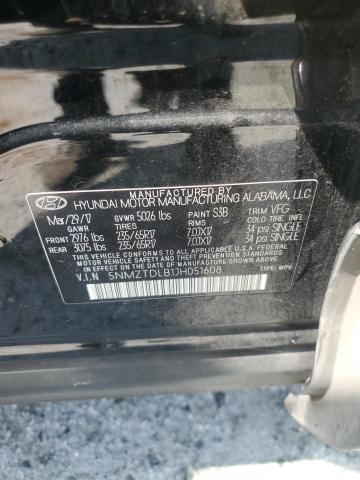 MANUFACTURED BY
HYUNDAI MOTOR MANUFACTURING ALABAMA, LLC
Mar/29/17 GVWR 5026 lbs PAINT S3B TRIM VFG
GAWR TIRES RIMS COLD TIRE INF.
FRONT 2976 lbs 235/65R17 7.0JX17 34 psi SINGLE
REAR 3075 lbs 235/65R17 7.0JX17 34 psi SINGLE
THIS VEHICLE CONFORMS TO ALL APPLICABLE U.S.A. FEDERAL MOTOR VEHICLE
SAFETY AND THEFT PREVENTION STANDARDS IN EFFECT
ON THE DATE OF MANUFACTURE SHOWN ABOVE.
V.I.N 5NMZTDLB1JH051608 TYPE: MPV